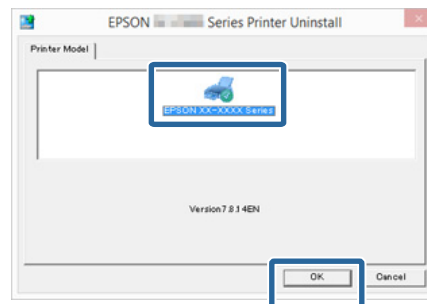 EPSON Series Printer Uninstall
Printer Model
EPSON XX-XXXX Series
Version7.8.14EN
OK
Cancel